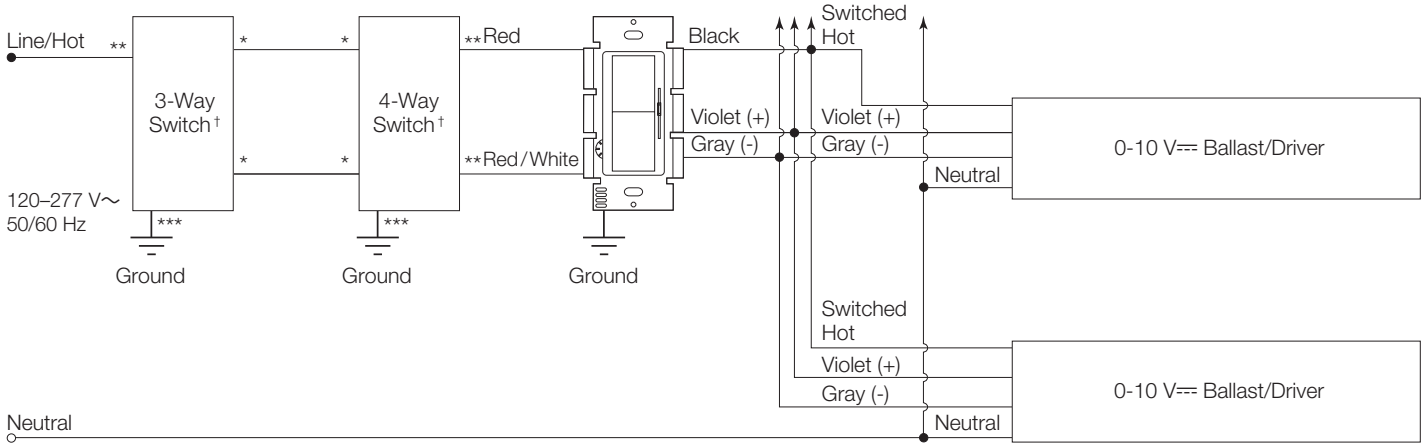 Switched
Hot
Line/Hot
**
*
*
**Red
Black
3-Way
Switch†
4-Way
Switch†
Violet (+)
Violet (+)
Gray (-)
Gray (-)
0-10 V⎓ Ballast/Driver
*
*
**Red/White
Neutral
120–277 V~
50/60 Hz
***
***
Ground
Ground
Ground
Switched
Hot
Violet (+)
Gray (-)
0-10 V⎓ Ballast/Driver
Neutral
Neutral